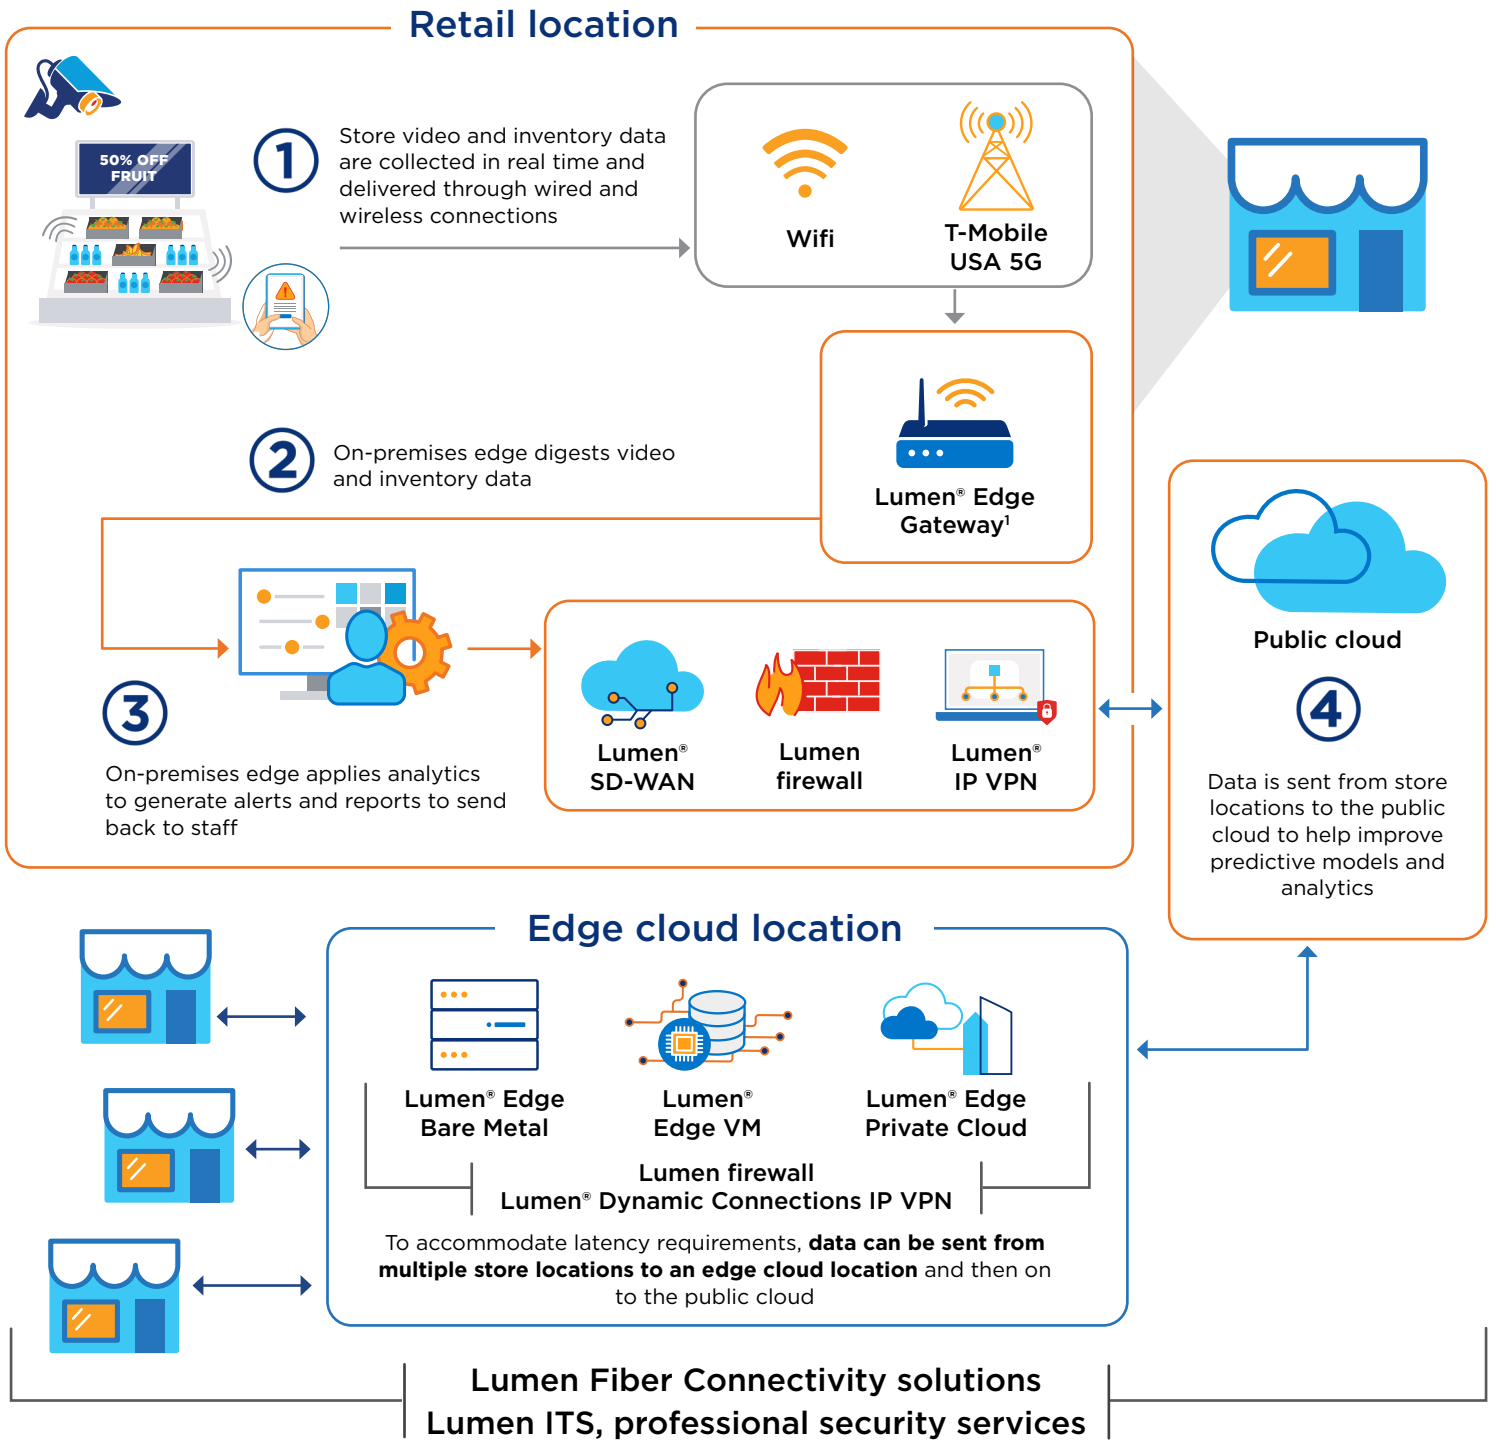 Retail location
50% OFF
FRUIT
1
Store video and inventory data
are collected in real time and
delivered through wired and
wireless connections
Wifi
T-Mobile
USA 5G
2
On-premises edge digests video
and inventory data
Lumen® Edge
Gateway¹
3
On-premises edge applies analytics
to generate alerts and reports to send
back to staff
Lumen®
SD-WAN
Lumen
firewall
Lumen®
IP VPN
Public cloud
4
Data is sent from store
locations to the public
cloud to help improve
predictive models and
analytics
Edge cloud location
Lumen® Edge
Bare Metal
Lumen®
Edge VM
Lumen® Edge
Private Cloud
Lumen firewall
Lumen® Dynamic Connections IP VPN
To accommodate latency requirements, data can be sent from
multiple store locations to an edge cloud location and then on
to the public cloud
Lumen Fiber Connectivity solutions
Lumen ITS, professional security services